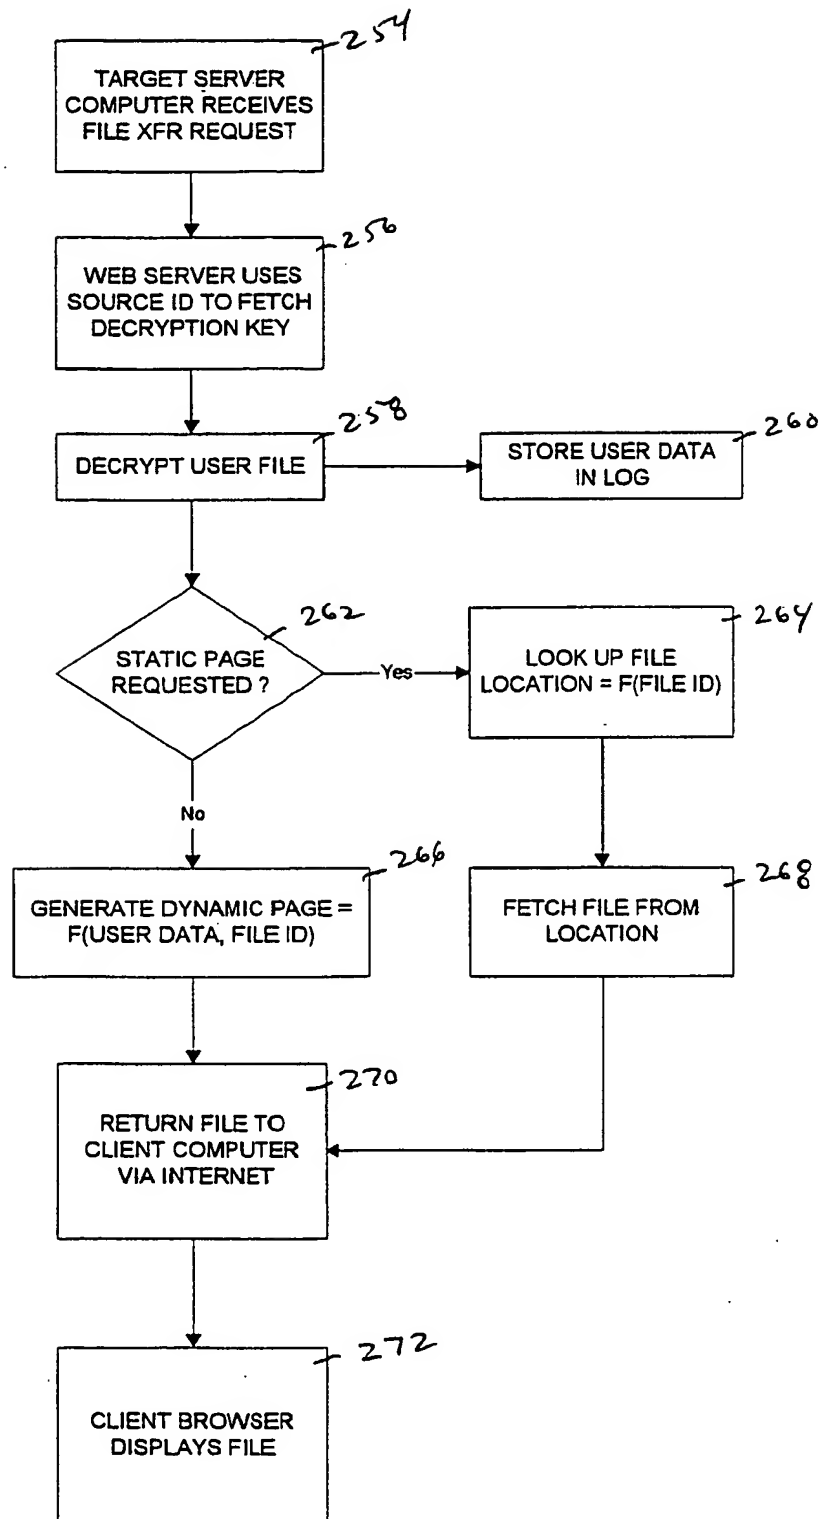 254
TARGET SERVER
COMPUTER RECEIVES
FILE XFR REQUEST
256
WEB SERVER USES
SOURCE ID TO FETCH
DECRYPTION KEY
258
DECRYPT USER FILE
260
STORE USER DATA
IN LOG
262
STATIC PAGE
REQUESTED ?
Yes
264
LOOK UP FILE
LOCATION = F(FILE ID)
No
266
GENERATE DYNAMIC PAGE =
F(USER DATA, FILE ID)
268
FETCH FILE FROM
LOCATION
270
RETURN FILE TO
CLIENT COMPUTER
VIA INTERNET
272
CLIENT BROWSER
DISPLAYS FILE